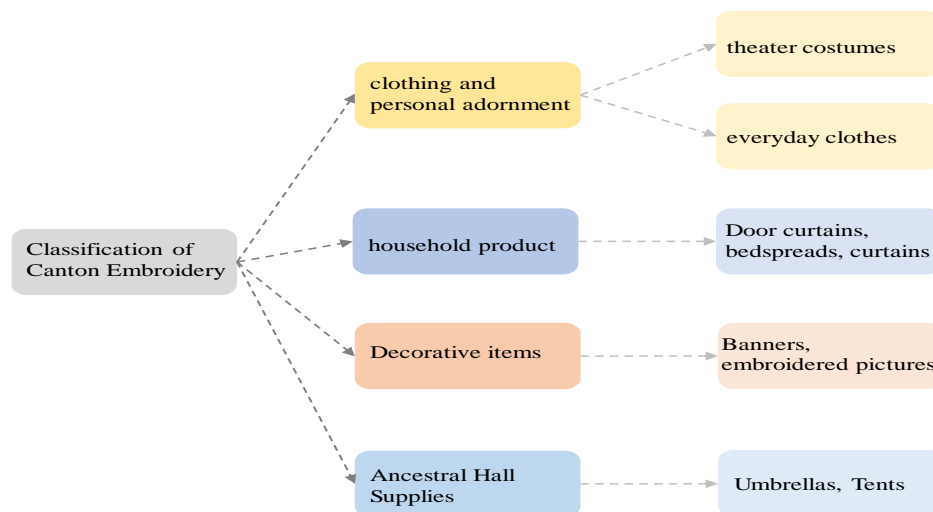 Classification of
Canton Embroidery
clothing and
personal adornment
theater costumes
everyday clothes
household product
Door curtains,
bedspreads, curtains
Decorative items
Banners,
embroidered pictures
Ancestral Hall
Supplies
Umbrellas, Tents